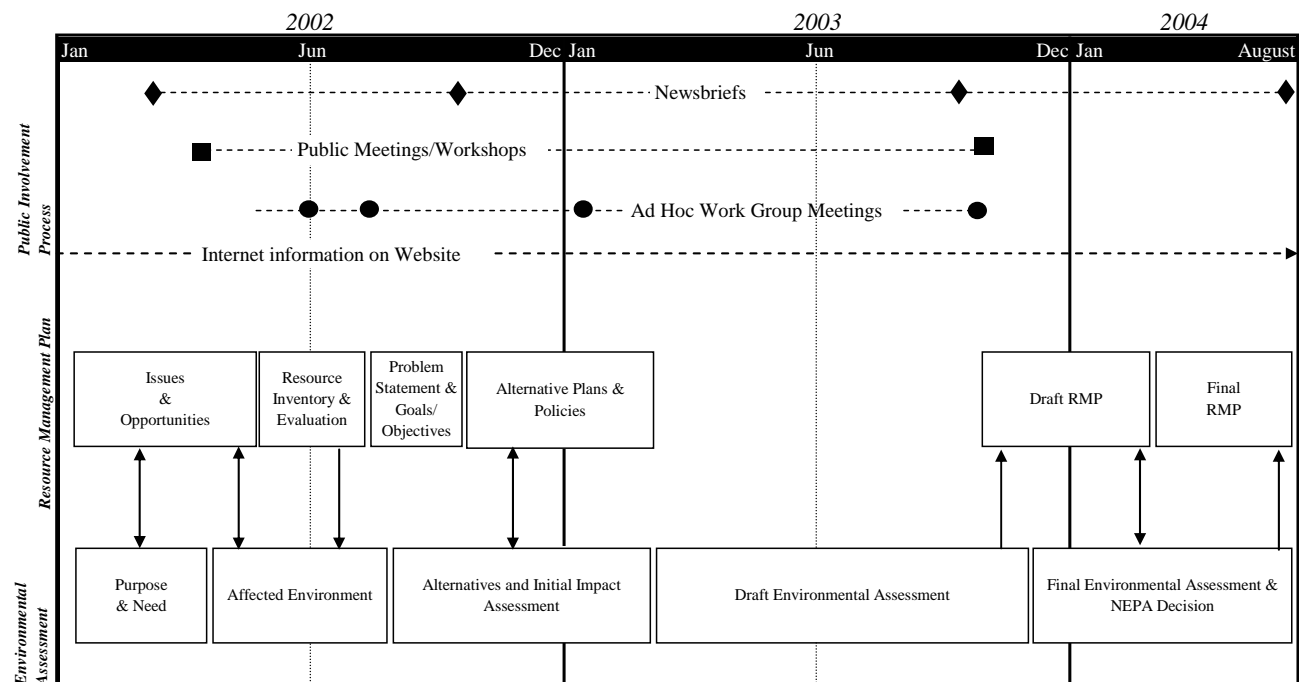 2002
2003
2004
Jan
Jun
Dec
Jan
Jun
Dec
Jan
August
Public Involvement
Process
Newsbriefs
Public Meetings/Workshops
Ad Hoc Work Group Meetings
Internet information on Website
Resource Management Plan
Issues
&
Opportunities
Resource
Inventory &
Evaluation
Problem
Statement &
Goals/
Objectives
Alternative Plans &
Policies
Draft RMP
Final
RMP
Environmental
Assessment
Purpose
& Need
Affected Environment
Alternatives and Initial Impact
Assessment
Draft Environmental Assessment
Final Environmental Assessment &
NEPA Decision